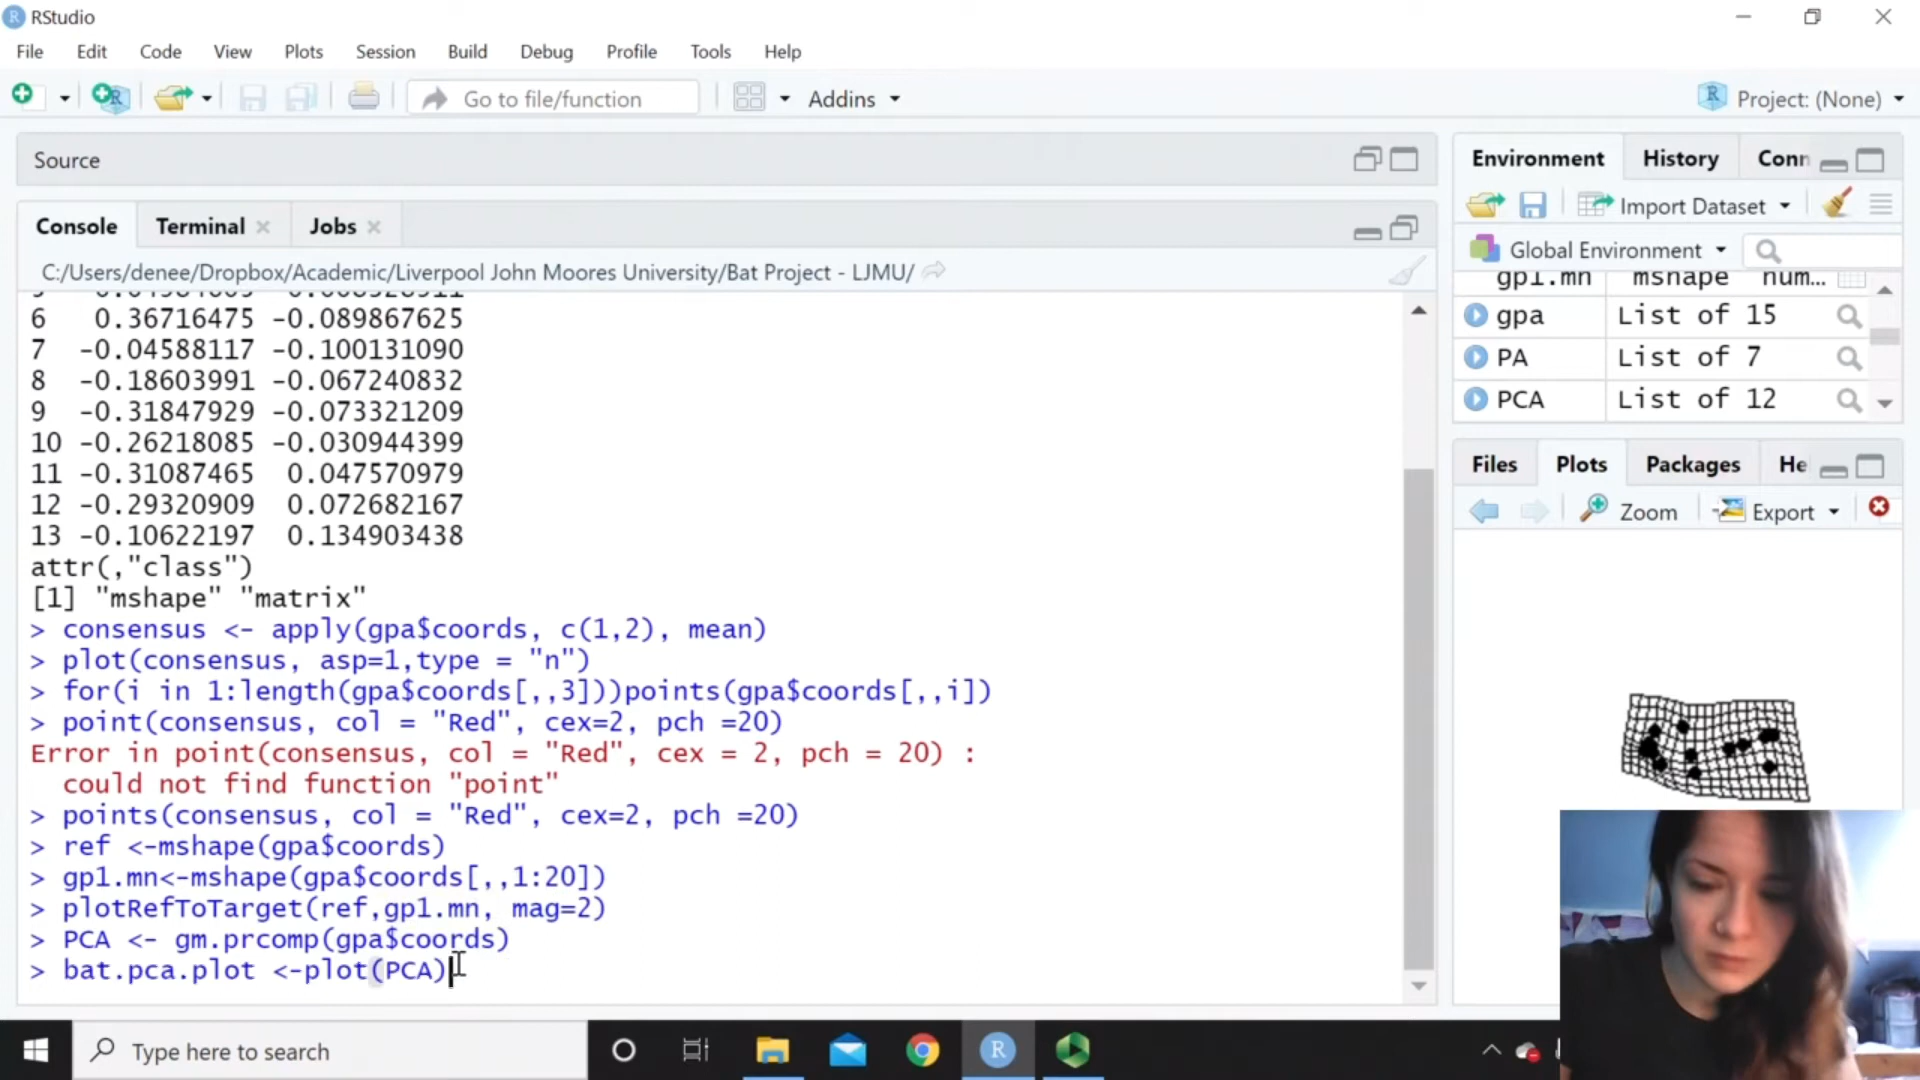 RStudio
File Edit Code View Plots Session Build Debug Profile Tools Help
Go to file/function Addins Project: (None)
Source
Console Terminal Jobs
C:/Users/denee/Dropbox/Academic/Liverpool John Moores University/Bat Project - LJMU/
6 0.36716475 -0.089867625
7 -0.04588117 -0.100131090
8 -0.18603991 -0.067240832
9 -0.31847929 -0.073321209
10 -0.26218085 -0.030944399
11 -0.31087465 0.047570979
12 -0.29320909 0.072682167
13 -0.10622197 0.134903438
attr(,"class")
[1] "mshape" "matrix"
> consensus <- apply(gpa$coords, c(1,2), mean)
> plot(consensus, asp=1,type = "n")
> for(i in 1:length(gpa$coords[,,3]))points(gpa$coords[,,i])
> point(consensus, col = "Red", cex=2, pch =20)
Error in point(consensus, col = "Red", cex = 2, pch = 20) :
could not find function "point"
> points(consensus, col = "Red", cex=2, pch =20)
> ref <-mshape(gpa$coords)
> gp1.mn<-mshape(gpa$coords[,,1:20])
> plotRefToTarget(ref,gp1.mn, mag=2)
> PCA <- gm.prcomp(gpa$coords)
> bat.pca.plot <-plot(PCA)
Environment History Conn
Import Dataset
Global Environment
gp1.mn mshape num...
gpa List of 15
PA List of 7
PCA List of 12
Files Plots Packages He
Zoom Export
Type here to search